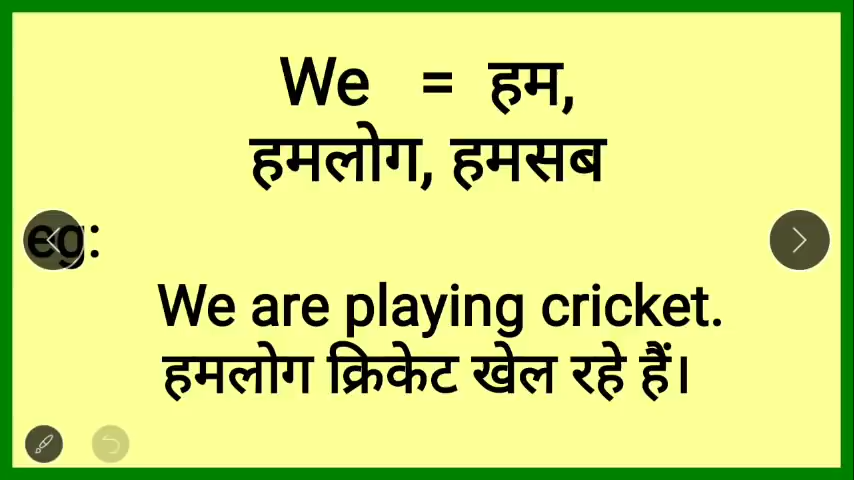 We = हम,
हमलोग, हमसब
eg:
We are playing cricket.
हमलोग क्रिकेट खेल रहे हैं।